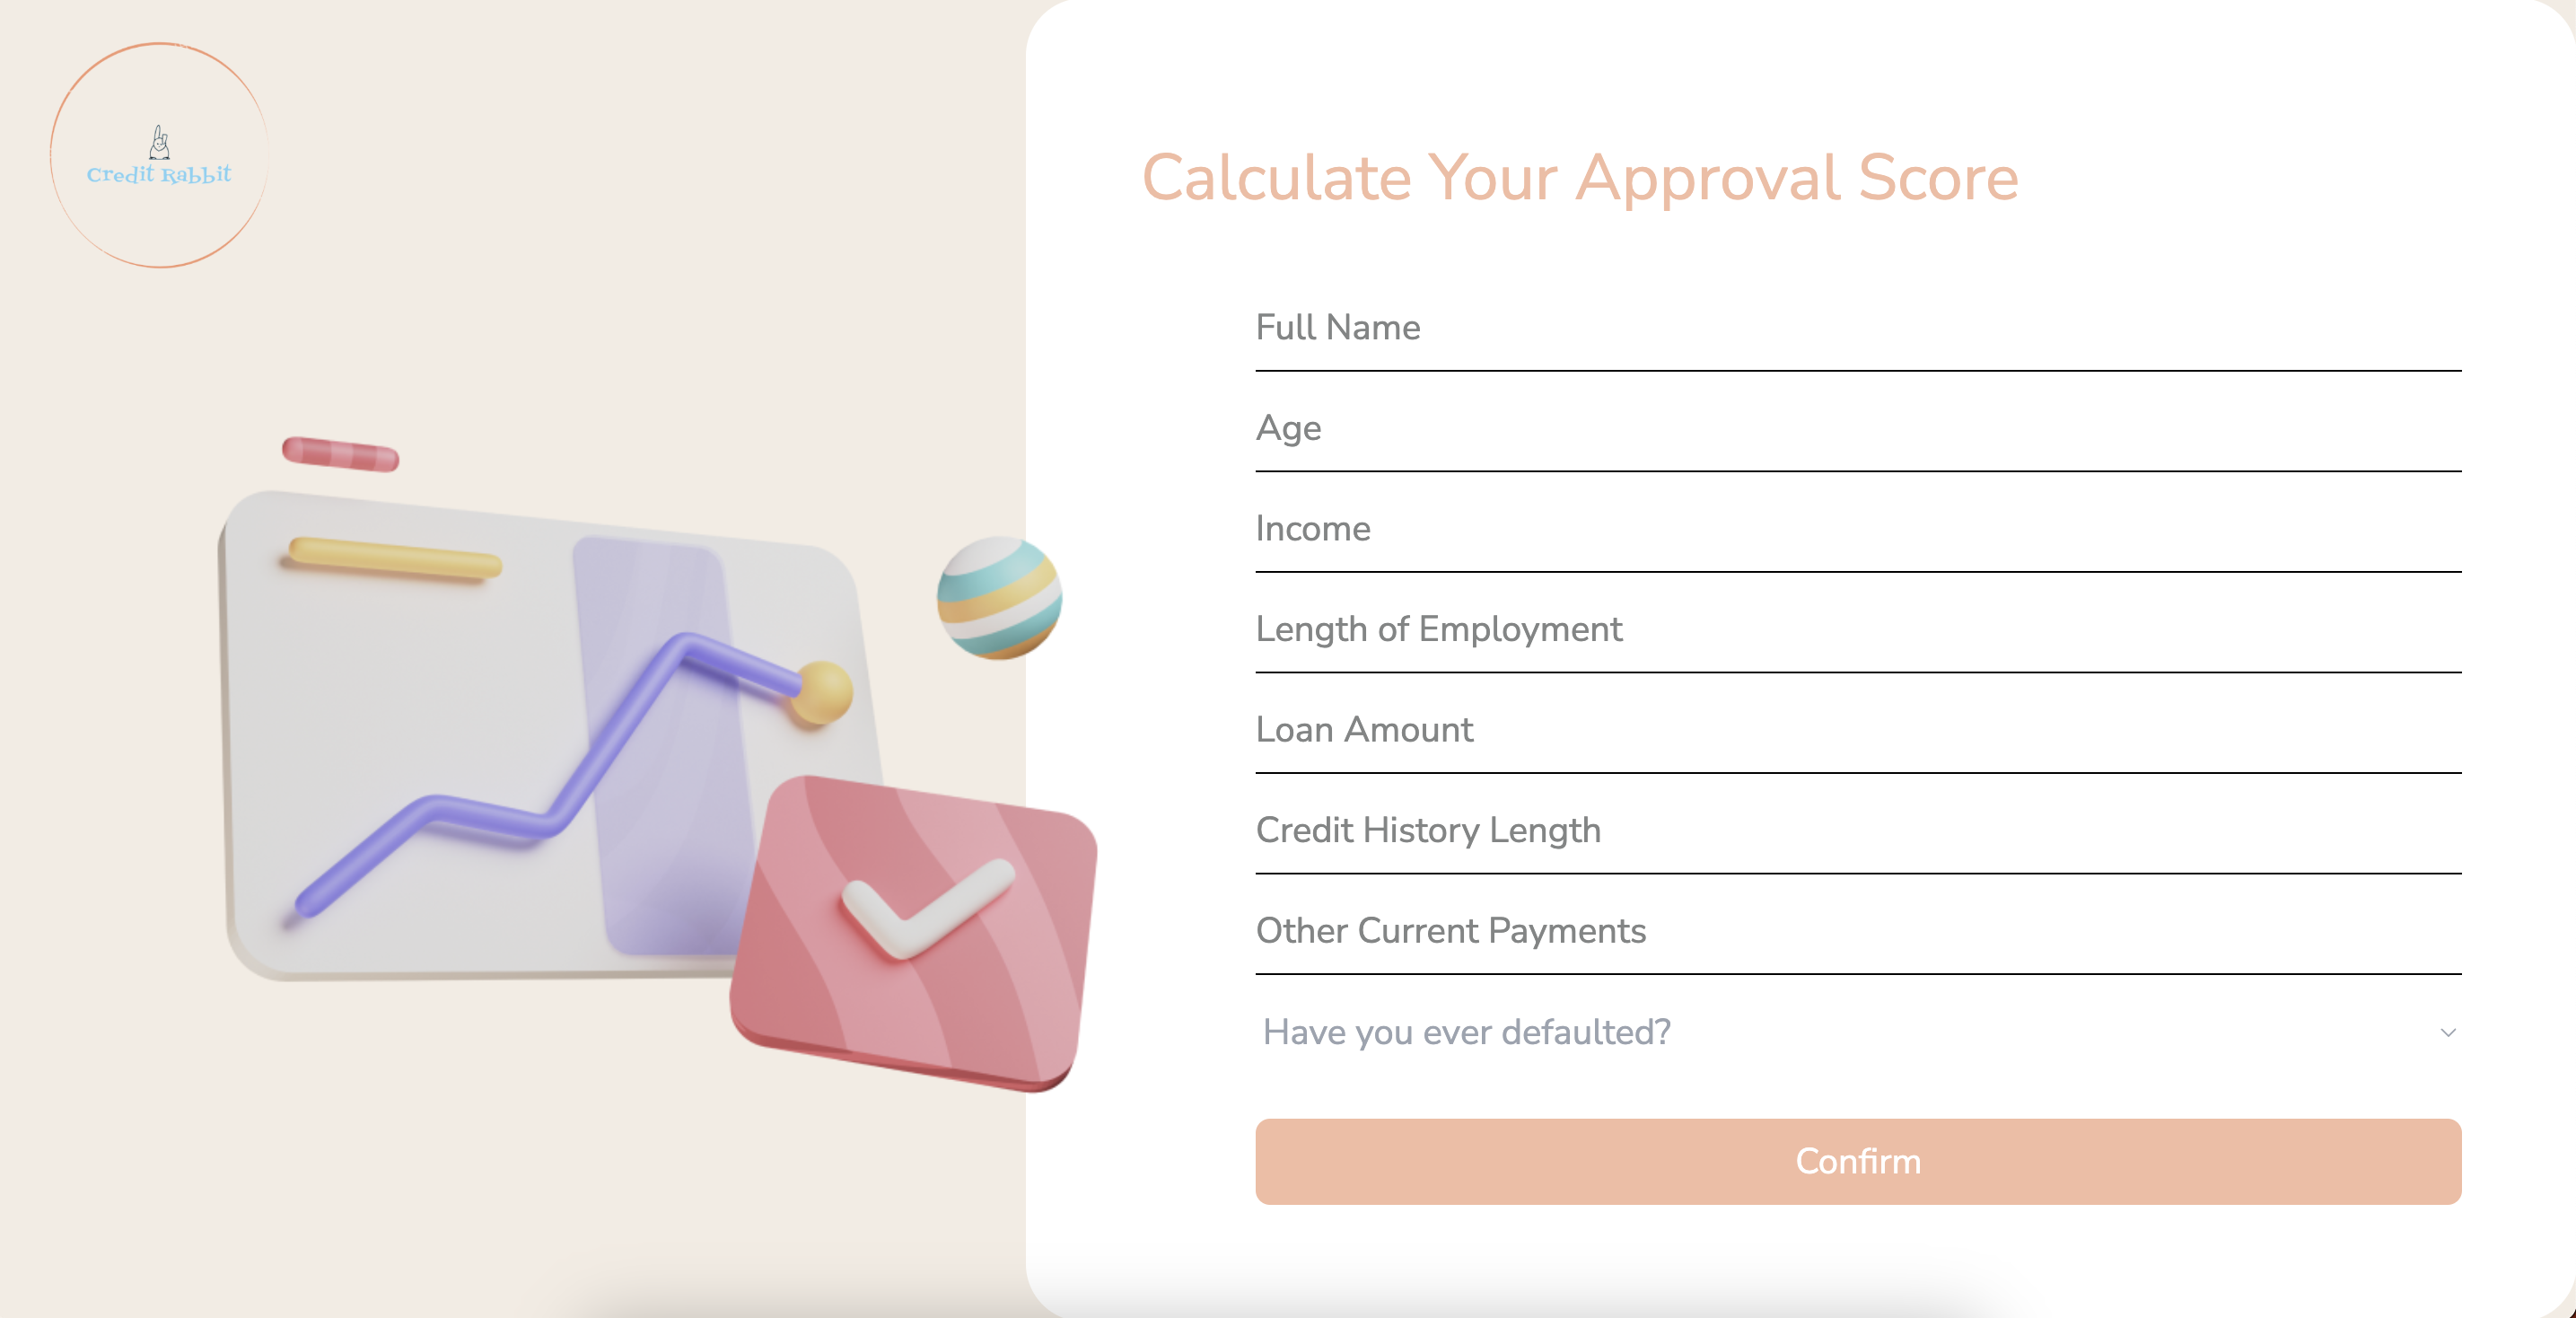 Credit Rabbit
Calculate Your Approval Score
Full Name
Age
Income
Length of Employment
Loan Amount
Credit History Length
Other Current Payments
Have you ever defaulted?
Confirm